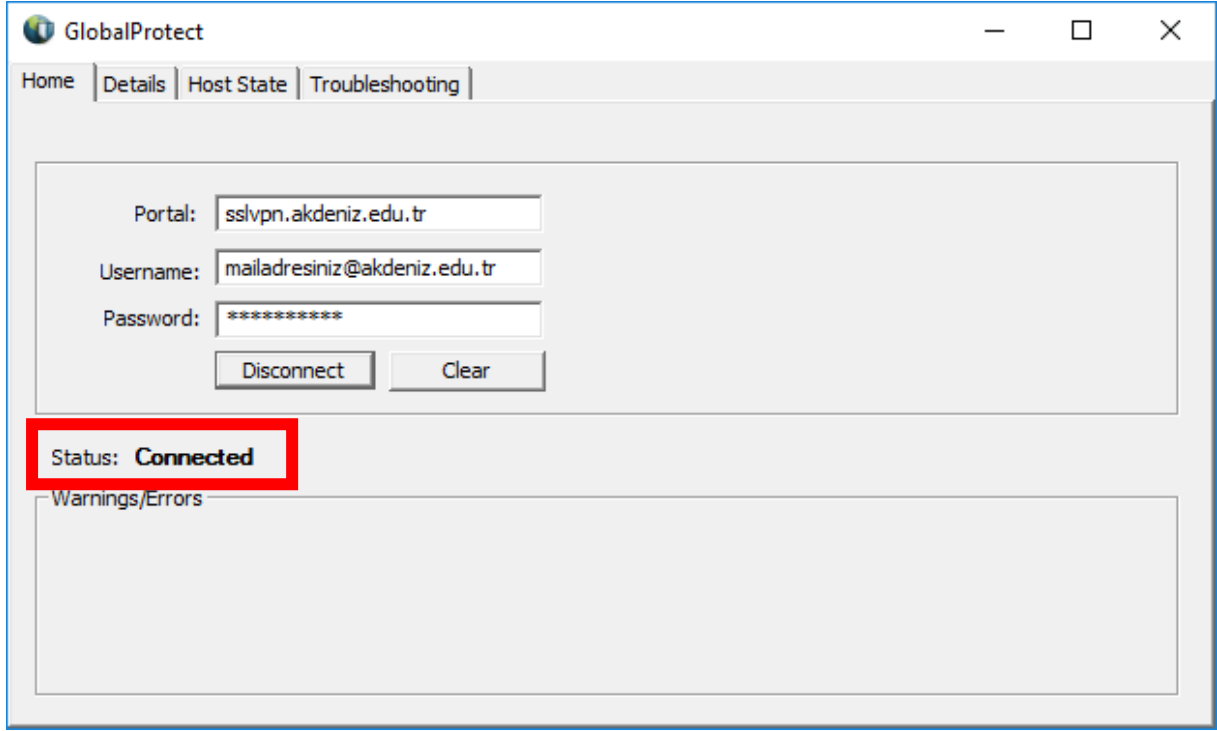 GlobalProtect
Home Details Host State Troubleshooting
Portal: sslvpn.akdeniz.edu.tr
Username: mailadresiniz@akdeniz.edu.tr
Password: **********
Disconnect Clear
Status: Connected
Warnings/Errors